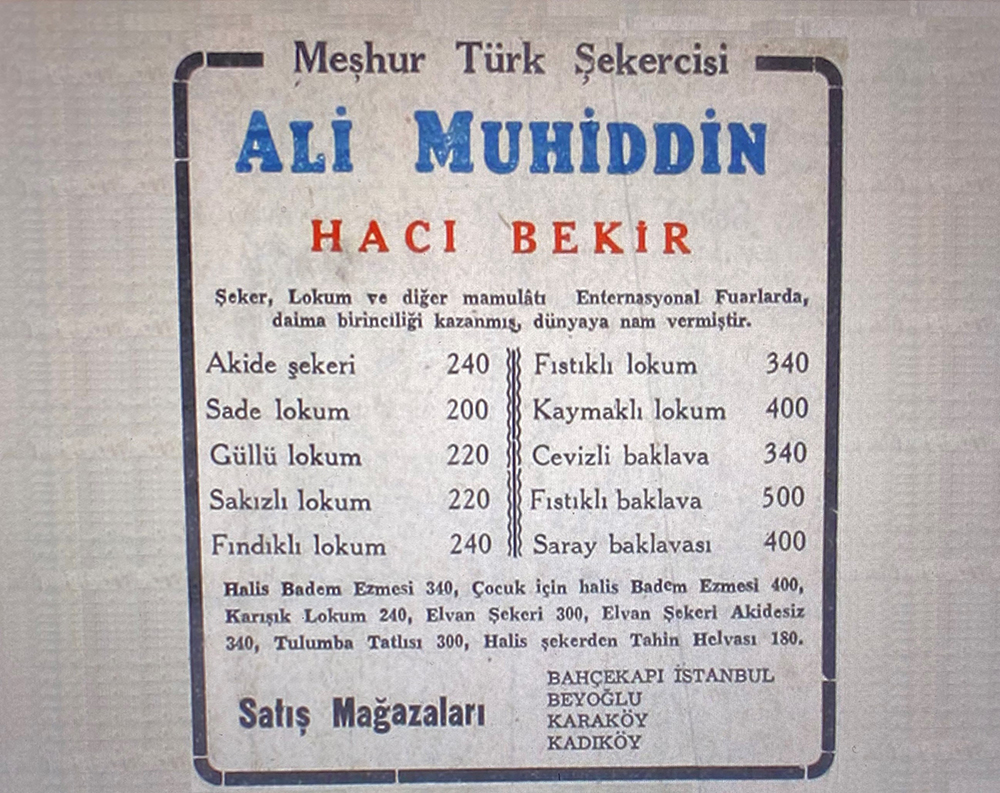 Meşhur Türk Şekercisi
ALİ MUHİDDİN
HACI BEKİR
Şeker, Lokum ve diğer mamulâtı Enternasyonal Fuarlarda,
daima birinciliği kazanmış, dünyaya nam vermiştir.
Akide şekeri 240
Sade lokum 200
Güllü lokum 220
Sakızlı lokum 220
Fındıklı lokum 240
Fıstıklı lokum 340
Kaymaklı lokum 400
Cevizli baklava 340
Fıstıklı baklava 500
Saray baklavası 400
Halis Badem Ezmesi 340, Çocuk için halis Badem Ezmesi 400,
Karışık Lokum 240, Elvan Şekeri 300, Elvan Şekeri Akidesiz
340, Tulumba Tatlısı 300, Halis şekerden Tahin Helvası 180.
Satış Mağazaları
BAHÇEKAPI İSTANBUL
BEYOĞLU
KARAKÖY
KADIKÖY